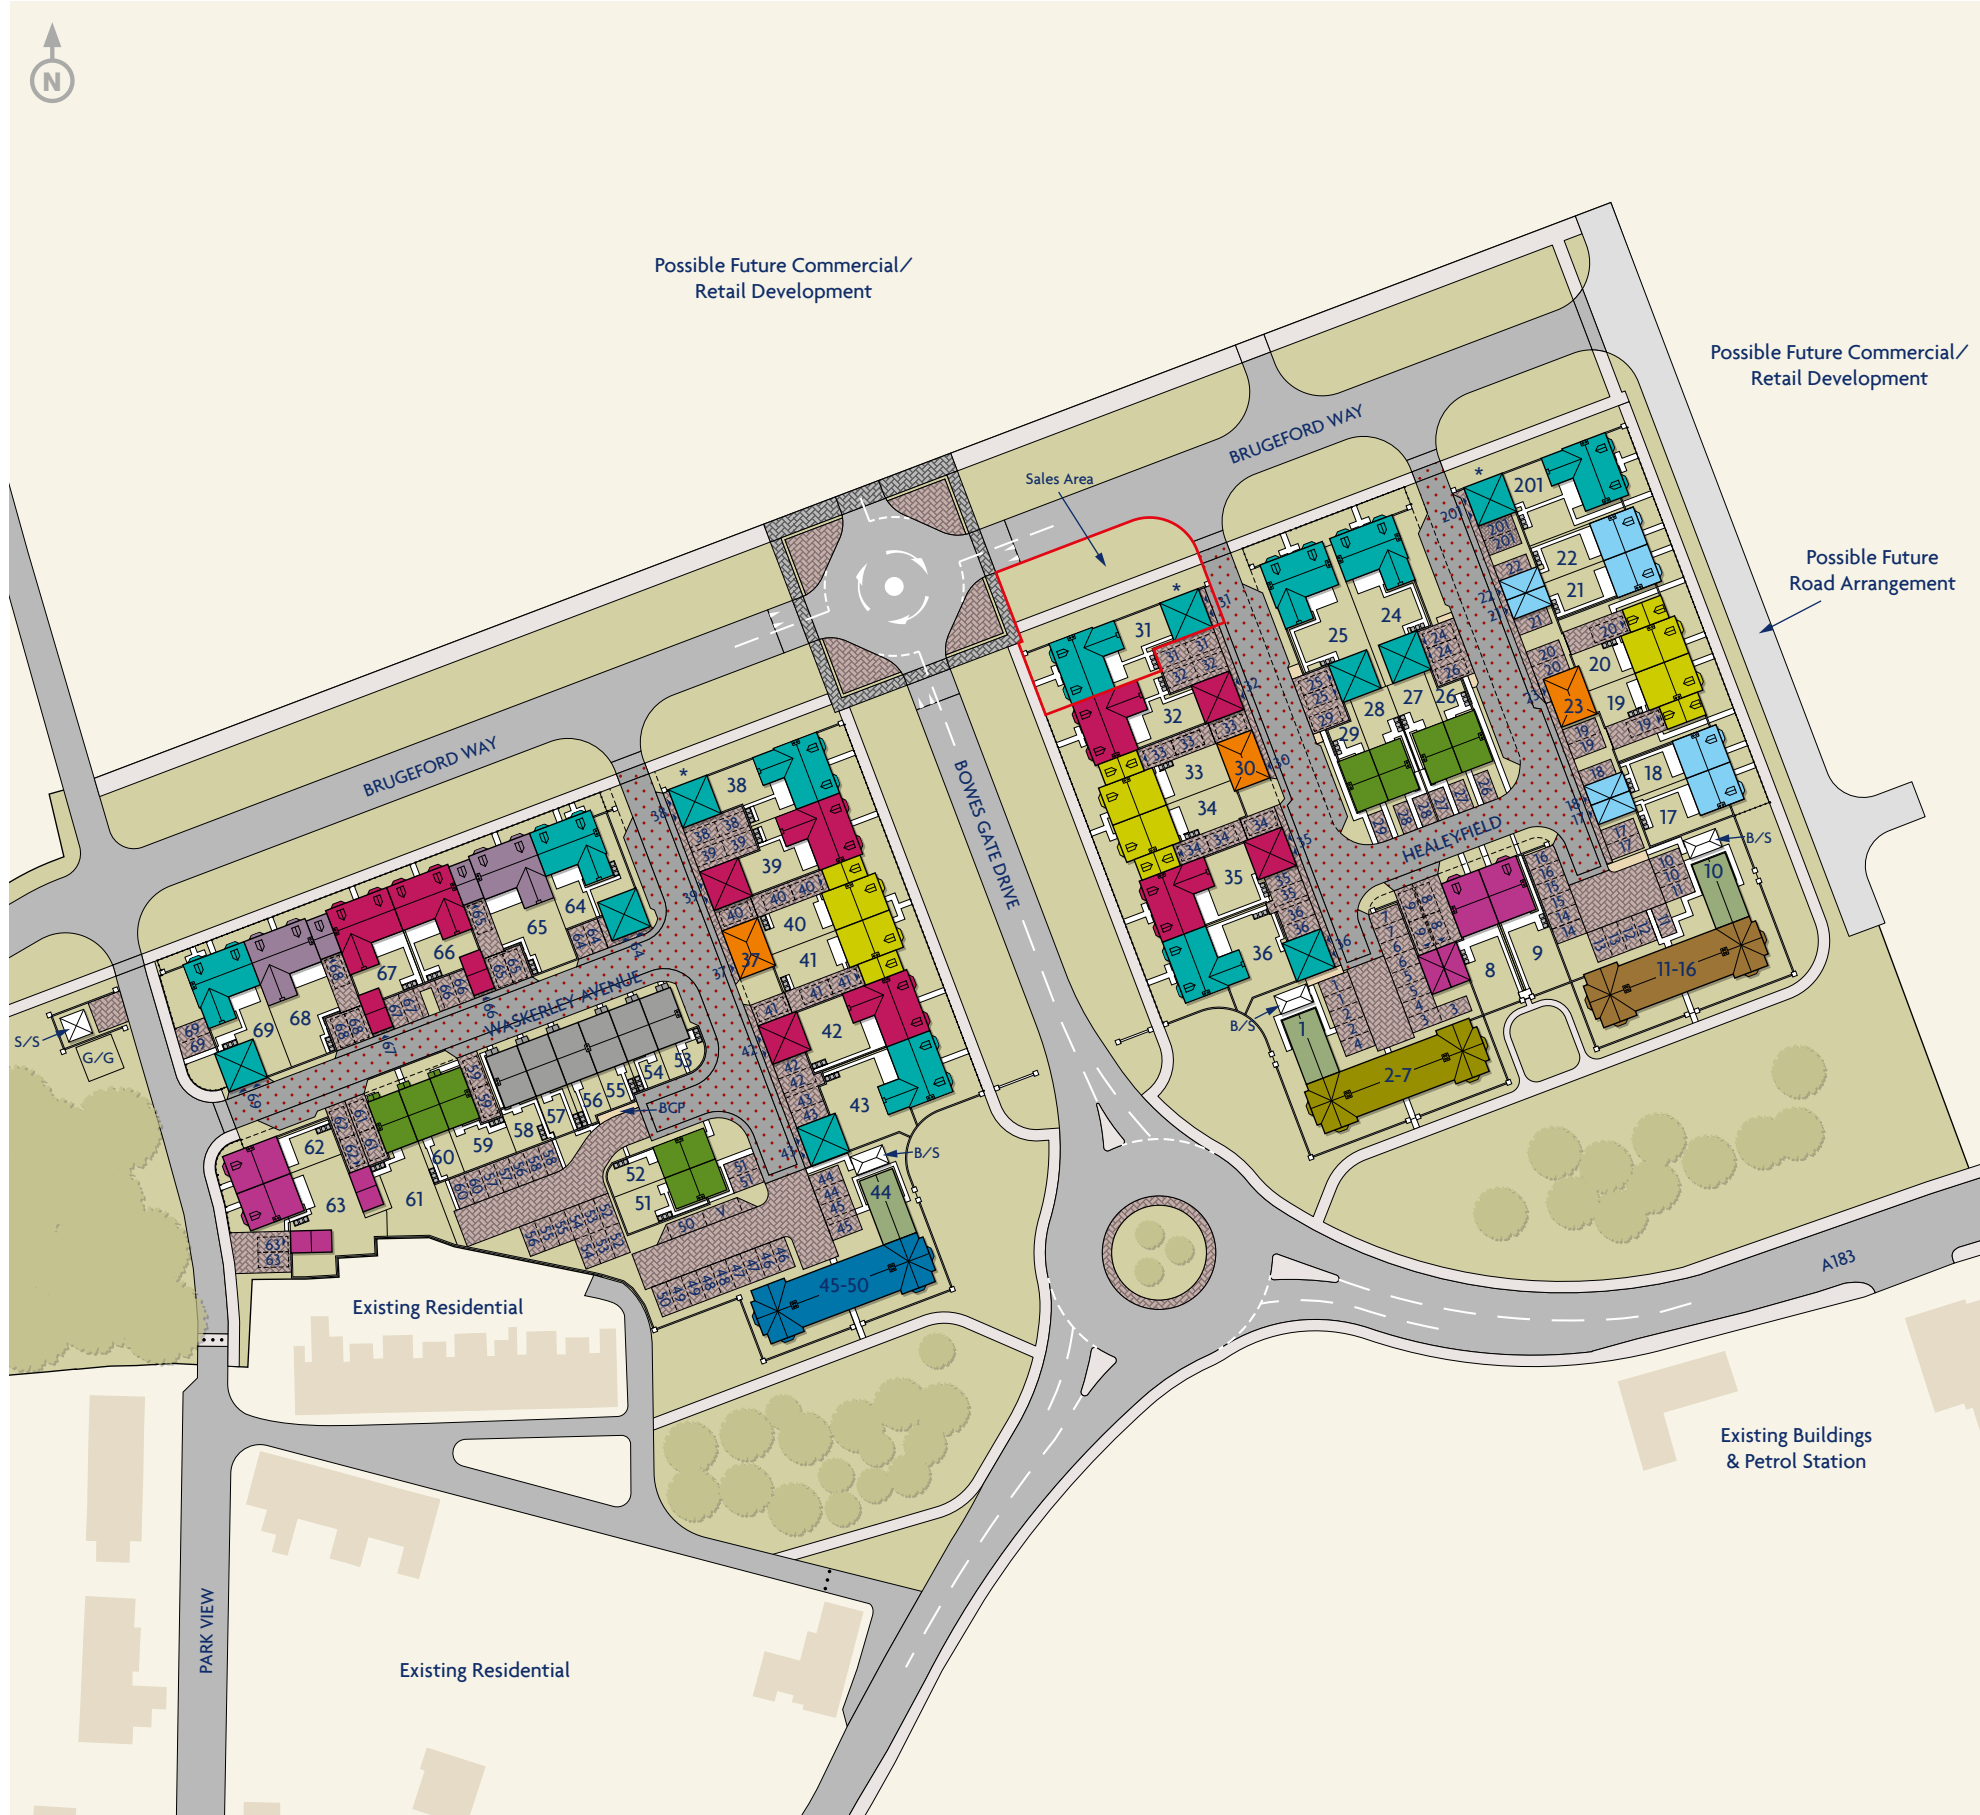 N
Possible Future Commercial/
Retail Development
Possible Future Commercial/
Retail Development
Possible Future
Road Arrangement
Sales Area
BRUGEFORD WAY
BRUGEFORD WAY
BOWES GATE DRIVE
WASKERLEY AVENUE
HEALEYFIELD
PARK VIEW
A183
S/S
G/G
B/S
B/S
B/S
BCP
*
*
*
201
22
21
20
19
23
18
17
10
11-16
9
8
2-7
1
24
25
26
27
28
29
30
31
32
33
34
35
36
37
38
39
40
41
42
43
44
45-50
51
52
53
54
55
56
57
58
59
60
61
62
63
64
65
66
67
68
69
V
Existing Residential
Existing Residential
Existing Buildings
& Petrol Station